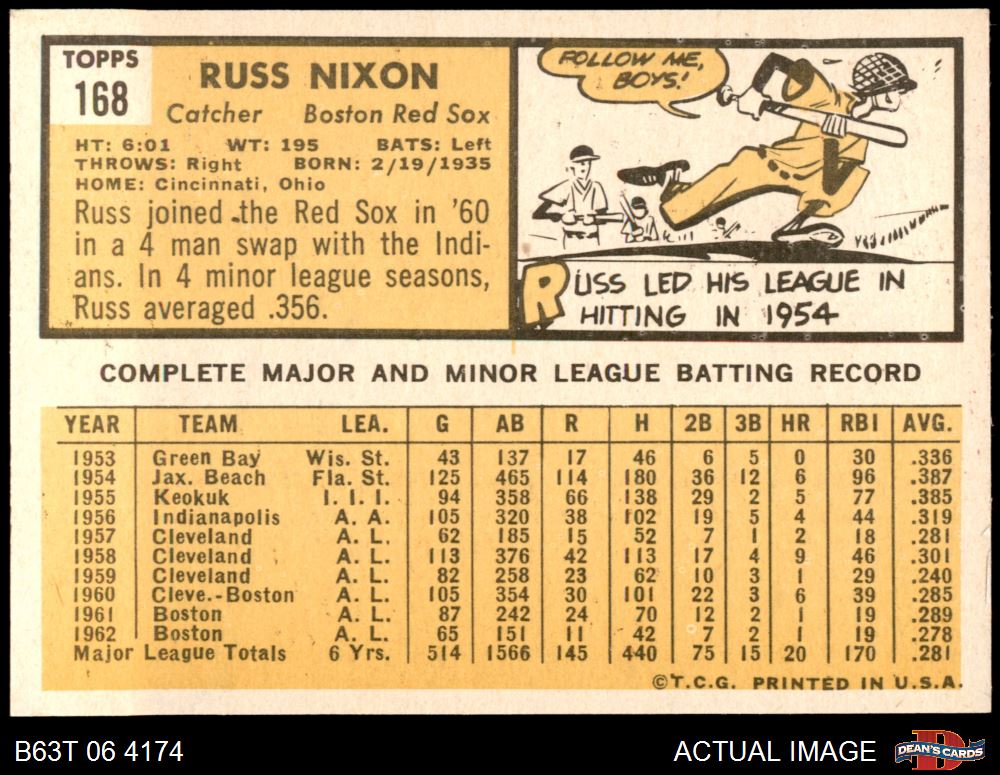 TOPPS
168
RUSS NIXON
Catcher Boston Red Sox
HT: 6:01 WT: 195 BATS: Left
THROWS: Right BORN: 2/19/1935
HOME: Cincinnati, Ohio
Russ joined the Red Sox in '60
in a 4 man swap with the Indi-
ans. In 4 minor league seasons,
Russ averaged .356.
FOLLOW ME,
BOYS!
RUSS LED HIS LEAGUE IN
HITTING IN 1954
COMPLETE MAJOR AND MINOR LEAGUE BATTING RECORD
YEAR TEAM LEA. G AB R H 2B 3B HR RBI AVG.
1953 Green Bay Wis. St. 43 137 17 46 6 5 0 30 .336
1954 Jax. Beach Fla. St. 125 465 114 180 36 12 6 96 .387
1955 Keokuk I. I. I. 94 358 66 138 29 2 5 77 .385
1956 Indianapolis A. A. 105 320 38 102 19 5 4 44 .319
1957 Cleveland A. L. 62 185 15 52 7 1 2 18 .281
1958 Cleveland A. L. 113 376 42 113 17 4 9 46 .301
1959 Cleveland A. L. 82 258 23 62 10 3 1 29 .240
1960 Cleve.-Boston A. L. 105 354 30 101 22 3 6 39 .285
1961 Boston A. L. 87 242 24 70 12 2 1 19 .289
1962 Boston A. L. 65 151 11 42 7 2 1 19 .278
Major League Totals 6 Yrs. 514 1566 145 440 75 15 20 170 .281
©T.C.G. PRINTED IN U.S.A.
B63T 06 4174
ACTUAL IMAGE
DEAN'S CARDS